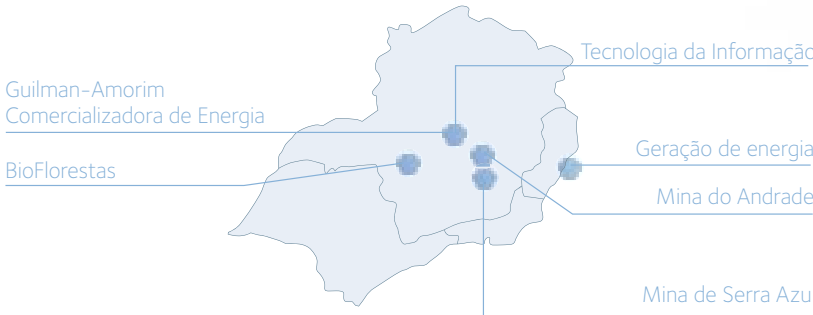 Tecnologia da Informação
Guilman-Amorim
Comercializadora de Energia
Geração de energia
BioFlorestas
Mina do Andrade
Mina de Serra Azu